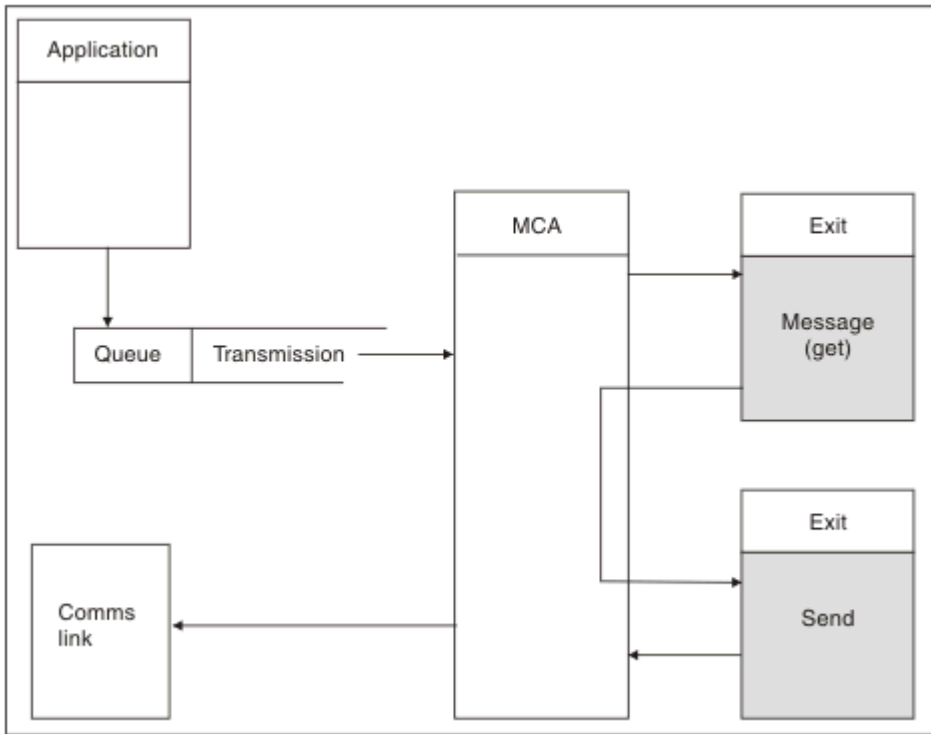 Application
MCA
Exit
Message
(get)
Queue
Transmission
Exit
Send
Comms
link